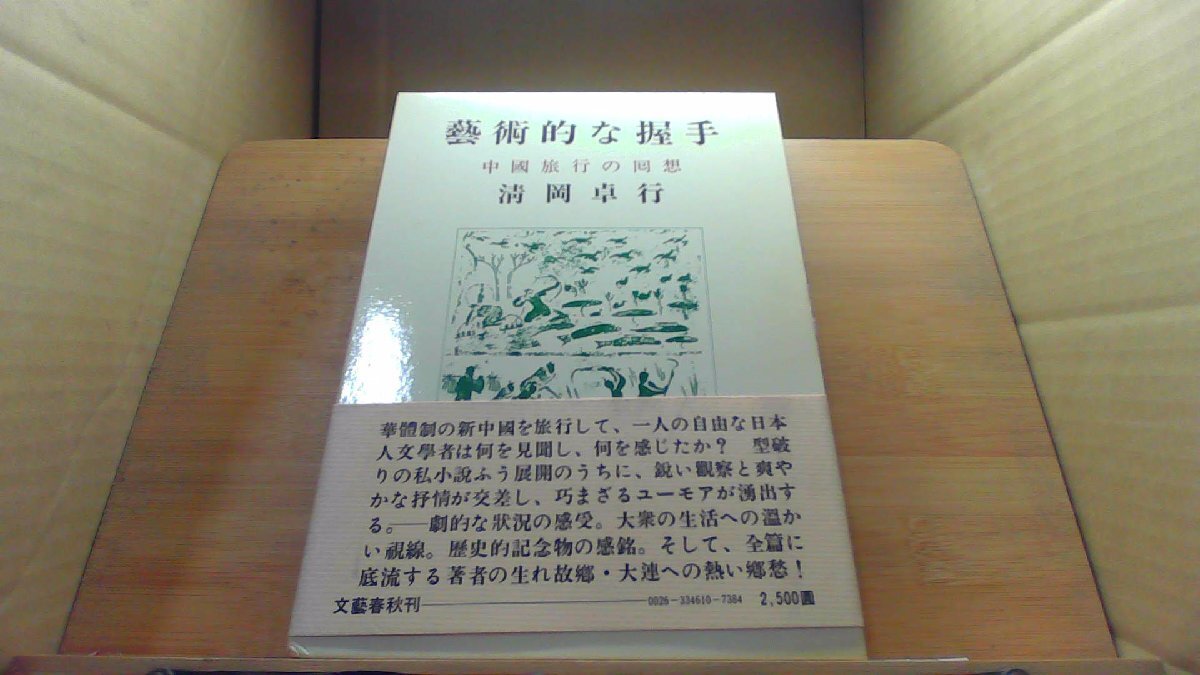 藝術的な握手
中國旅行の回想
清岡卓行
華體制の新中國を旅行して、一人の自由な日本
人文學者は何を見聞し、何を感じたか？　型破
りの私小説ふう展開のうちに、鋭い觀察と爽や
かな抒情が交差し、巧まざるユーモアが湧出す
る。──劇的な狀況の感受。大衆の生活への溫か
い視線。歷史的記念物の感銘。そして、全篇に
底流する著者の生れ故鄕・大連への熱い鄕愁！
文藝春秋刊──0026-334610-7384　2,500圓